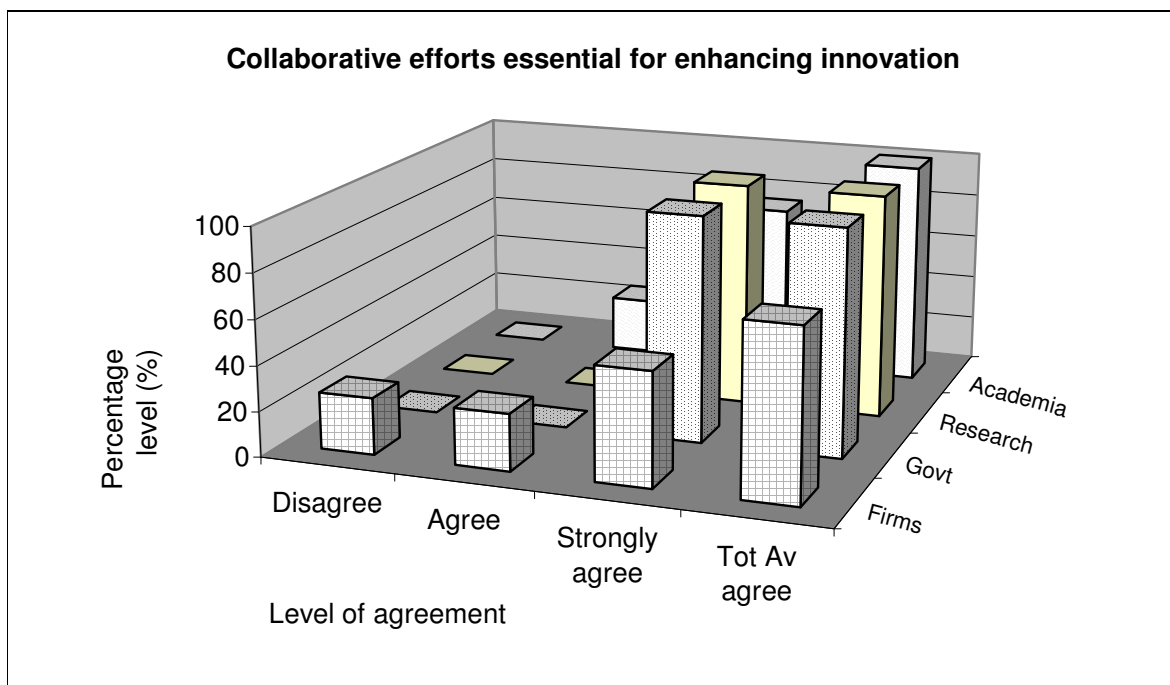 Collaborative efforts essential for enhancing innovation
100
80
60
40
20
0
Percentage
level (%)
Disagree
Agree
Strongly
agree
Tot Av
agree
Firms
Govt
Research
Academia
Level of agreement